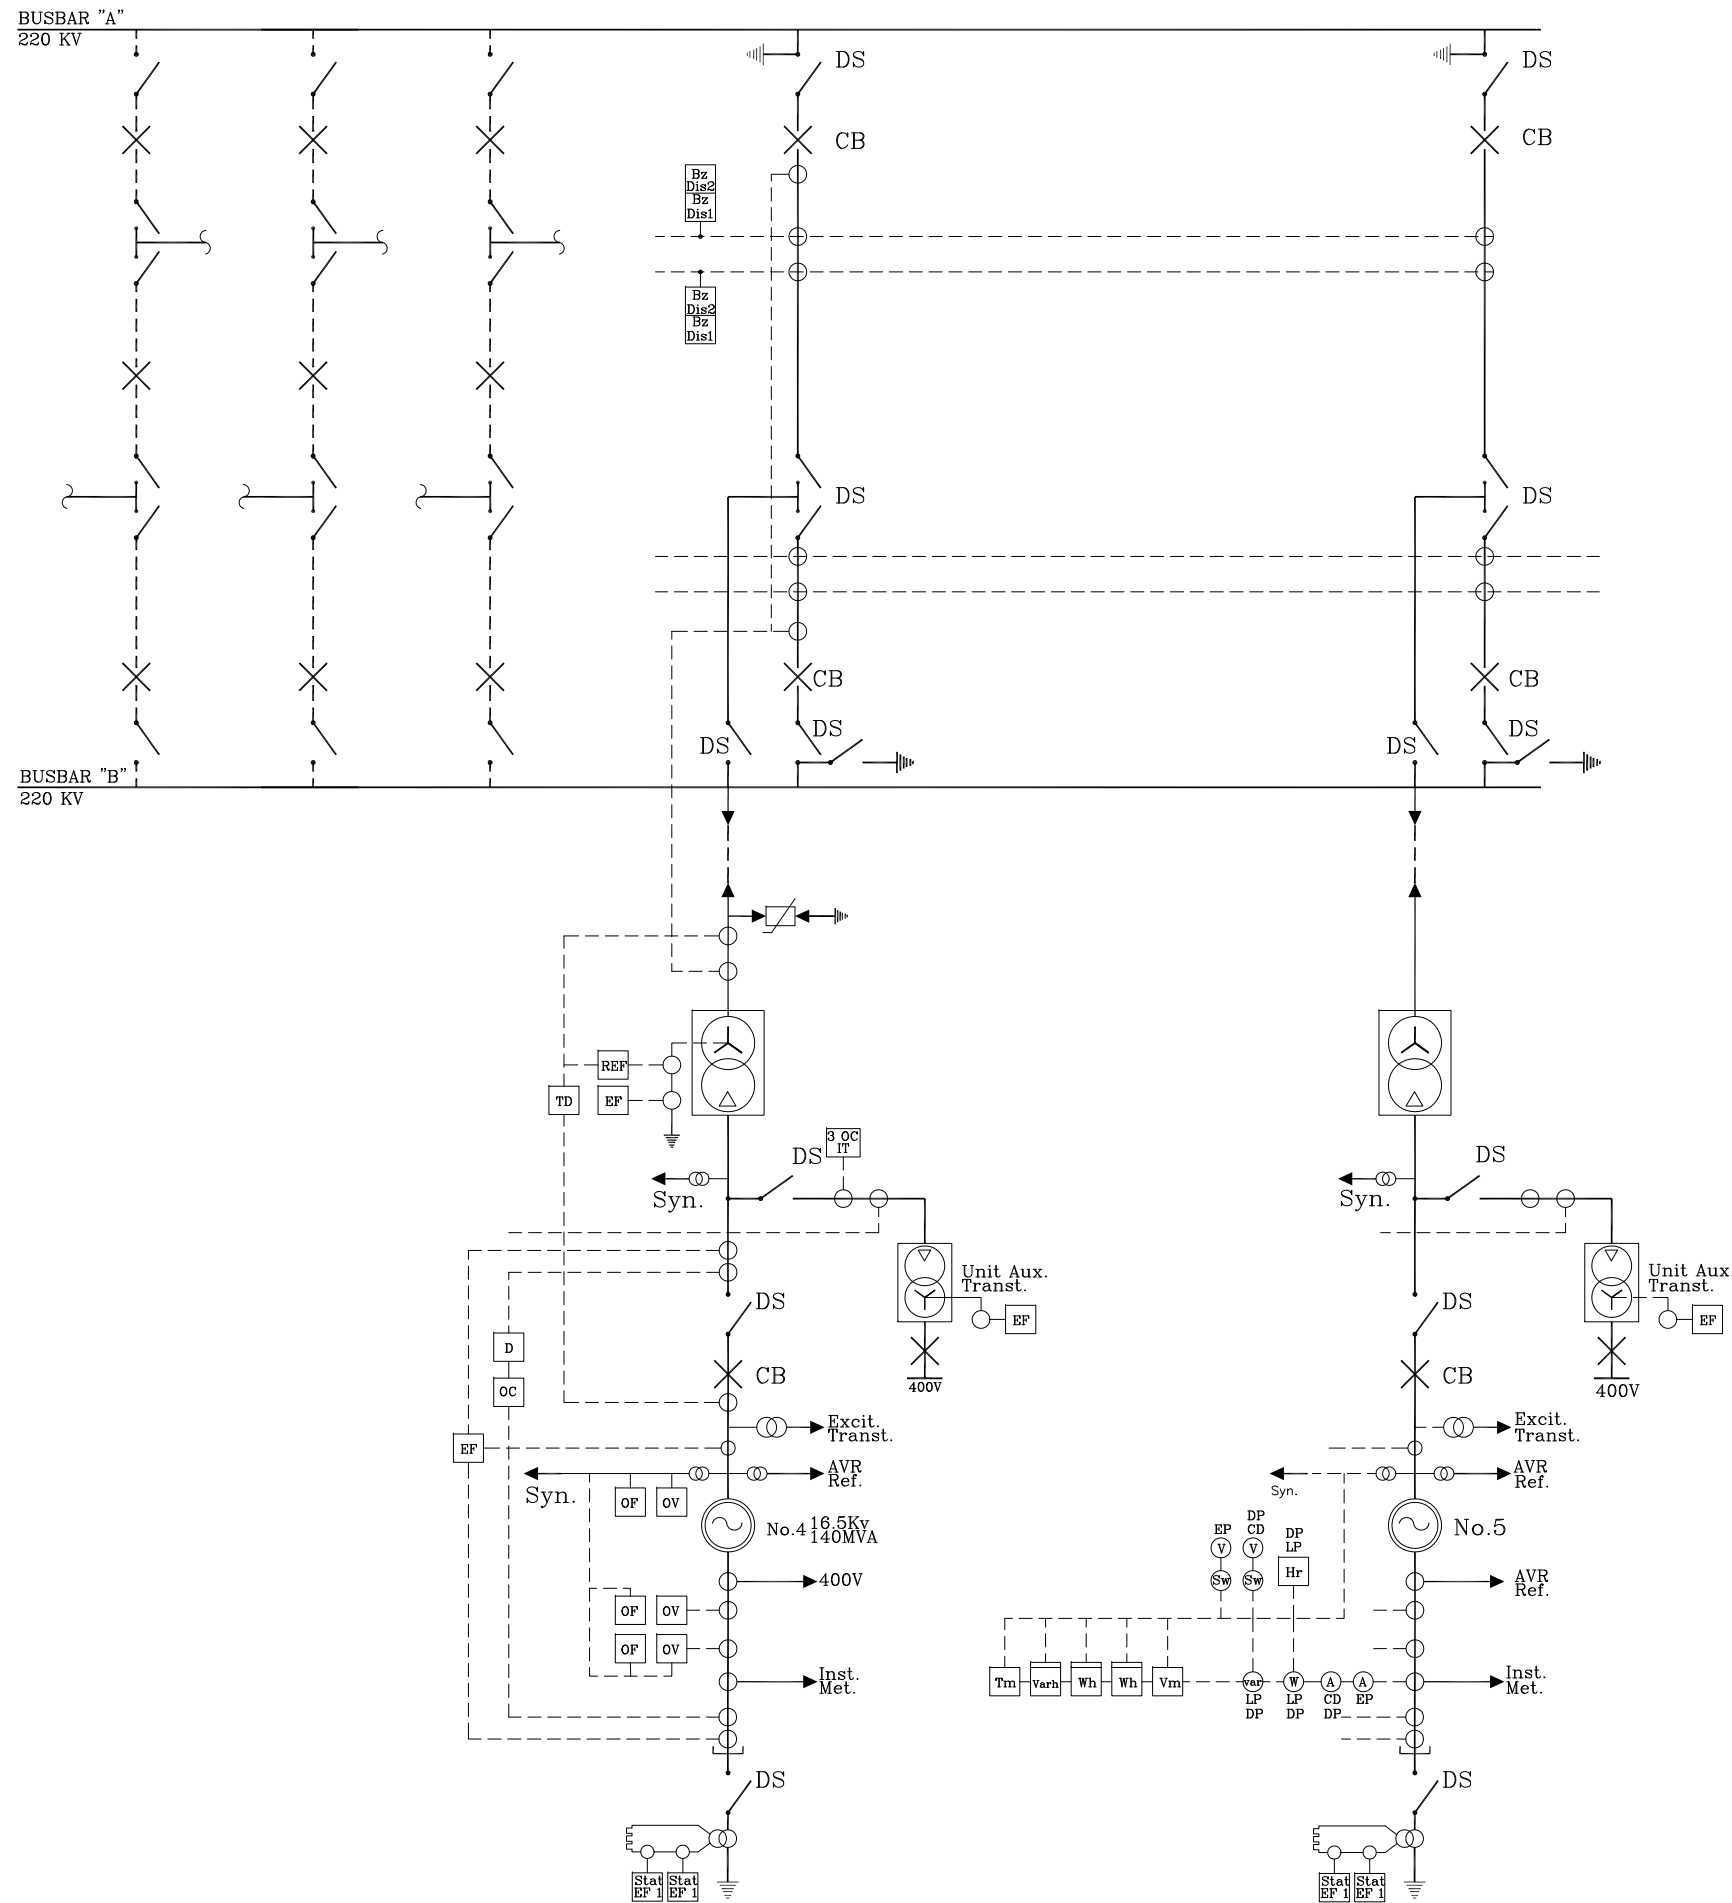 BUSBAR "A"
220 KV
DS
DS
CB
CB
Bz
Dis2
Bz
Dis1
Bz
Dis2
Bz
Dis1
DS
DS
CB
CB
DS
DS
DS
DS
BUSBAR "B"
220 KV
REF
TD
EF
3 OC
IT
DS
DS
Syn.
Syn.
Unit Aux.
Transt.
Unit Aux
Transt.
DS
DS
EF
EF
D
CB
CB
OC
400V
400V
Excit.
Transt.
Excit.
Transt.
EF
AVR
Ref.
AVR
Ref.
Syn.
Syn.
OF
OV
No.4
16.5Kv
140MVA
No.5
EP
DP
CD
DP
LP
V
V
Hr
Sw
Sw
400V
AVR
Ref.
OF
OV
OF
OV
Inst.
Met.
Inst.
Met.
Tm
Varh
Wh
Wh
Vm
var
W
A
A
LP
DP
LP
DP
CD
DP
EP
DS
DS
Stat
EF 1
Stat
EF 1
Stat
EF 1
Stat
EF 1